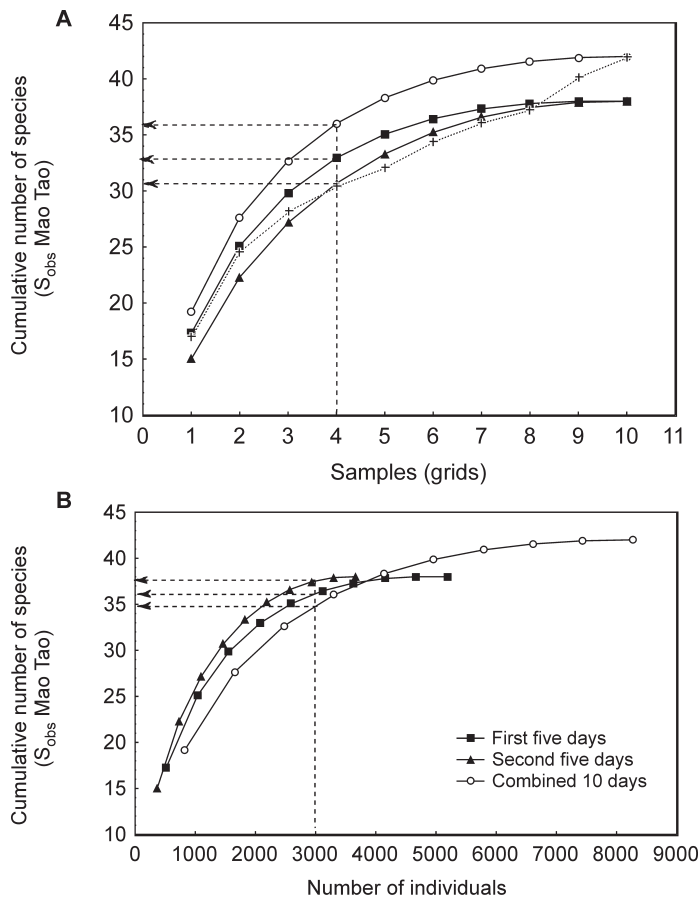 A
45
40
35
30
25
20
15
10
0 1 2 3 4 5 6 7 8 9 10 11
Cumulative number of species
(Sobs Mao Tao)
Samples (grids)
B
45
40
35
30
25
20
15
10
0 1000 2000 3000 4000 5000 6000 7000 8000 9000
Cumulative number of species
(Sobs Mao Tao)
First five days
Second five days
Combined 10 days
Number of individuals